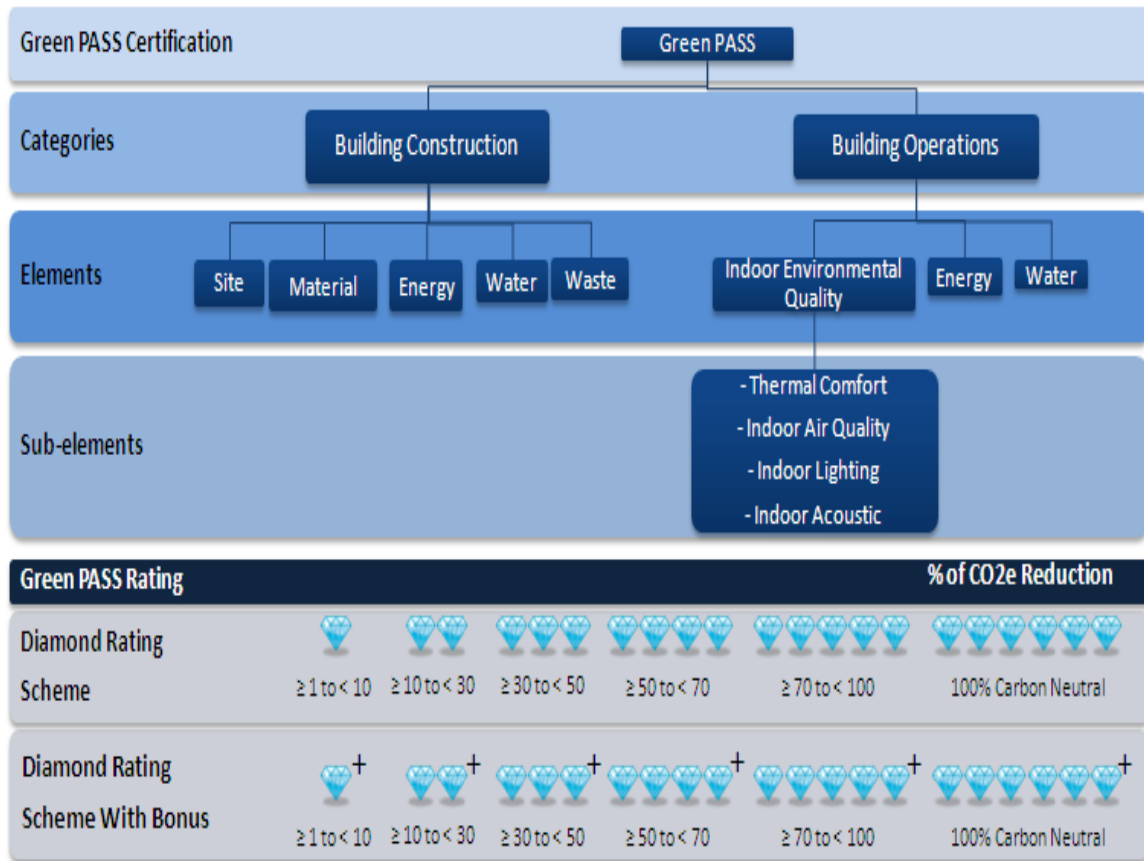 Green PASS Certification
Green PASS
Categories
Building Construction
Building Operations
Elements
Site
Material
Energy
Water
Waste
Indoor Environmental
Quality
Energy
Water
Sub-elements
- Thermal Comfort
- Indoor Air Quality
- Indoor Lighting
- Indoor Acoustic
Green PASS Rating
% of CO2e Reduction
Diamond Rating
Scheme
≥ 1 to < 10
≥ 10 to < 30
≥ 30 to < 50
≥ 50 to < 70
≥ 70 to < 100
100% Carbon Neutral
Diamond Rating
Scheme With Bonus
+
+
+
+
+
+
≥ 1 to < 10
≥ 10 to < 30
≥ 30 to < 50
≥ 50 to < 70
≥ 70 to < 100
100% Carbon Neutral